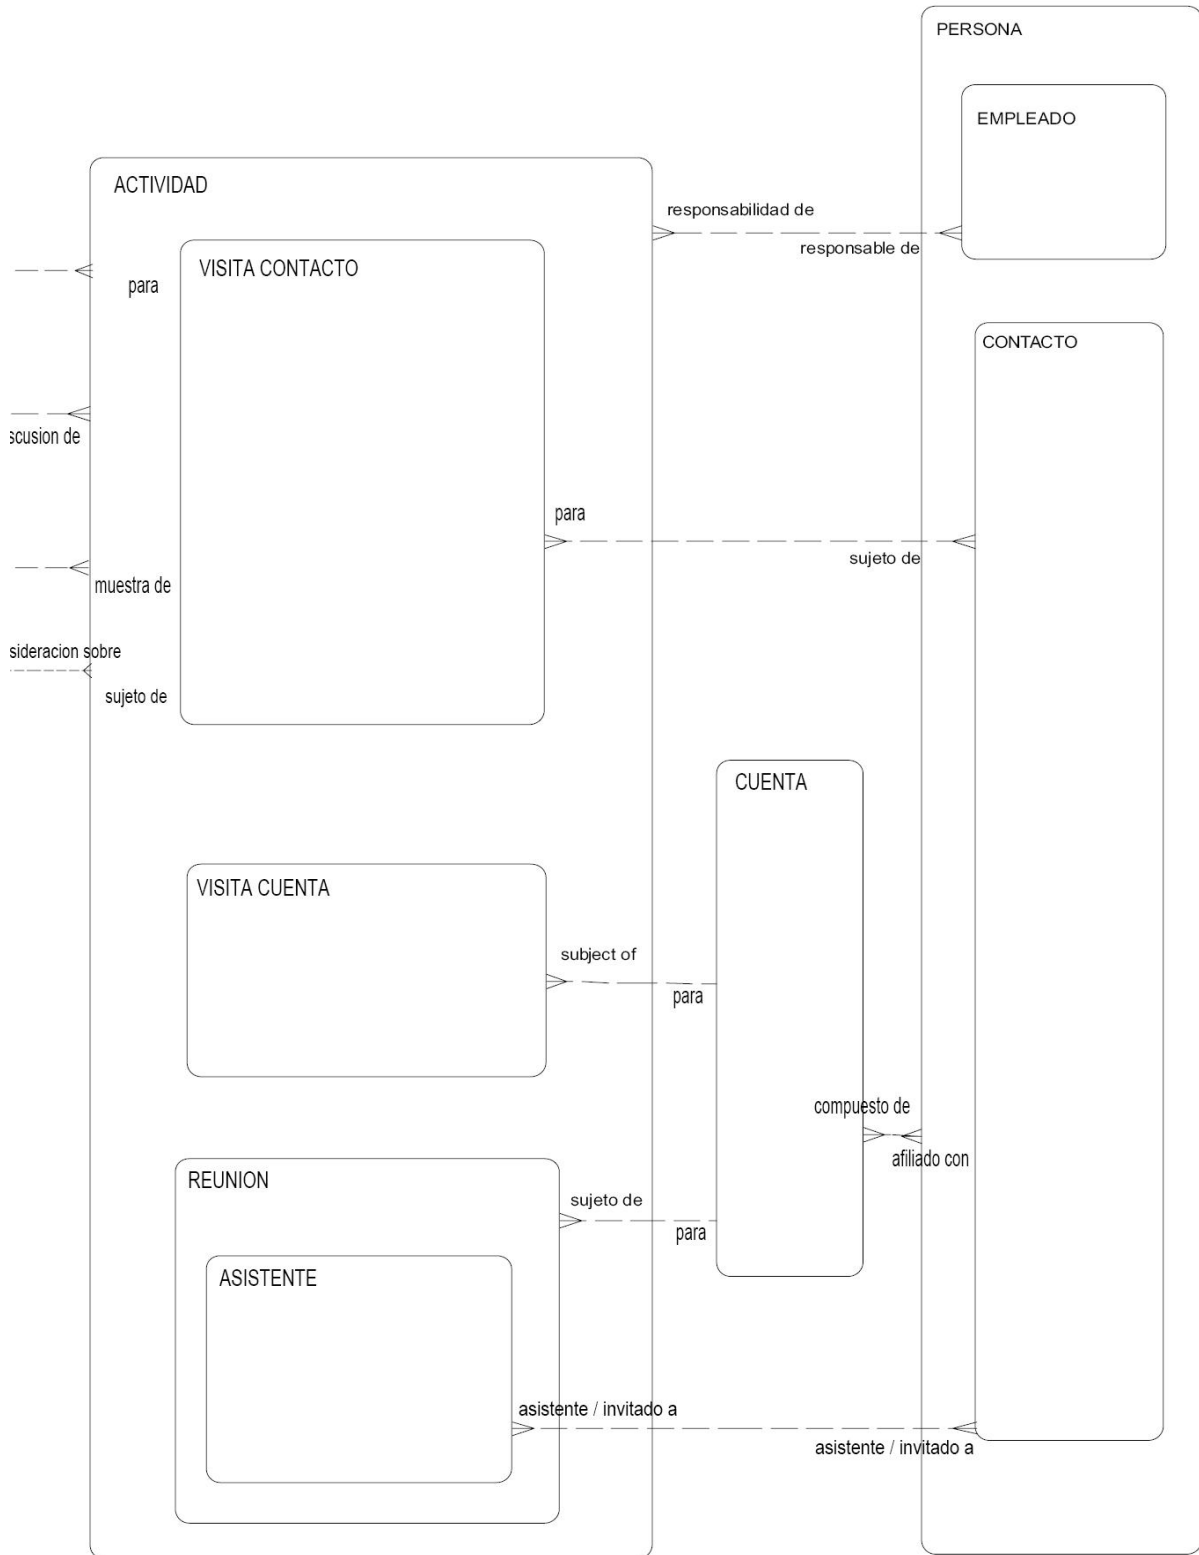 PERSONA
EMPLEADO
ACTIVIDAD
responsabilidad de
responsable de
VISITA CONTACTO
para
CONTACTO
scusion de
para
sujeto de
muestra de
sideracion sobre
sujeto de
CUENTA
VISITA CUENTA
subject of
para
compuesto de
afiliado con
REUNION
sujeto de
para
ASISTENTE
asistente / invitado a
asistente / invitado a